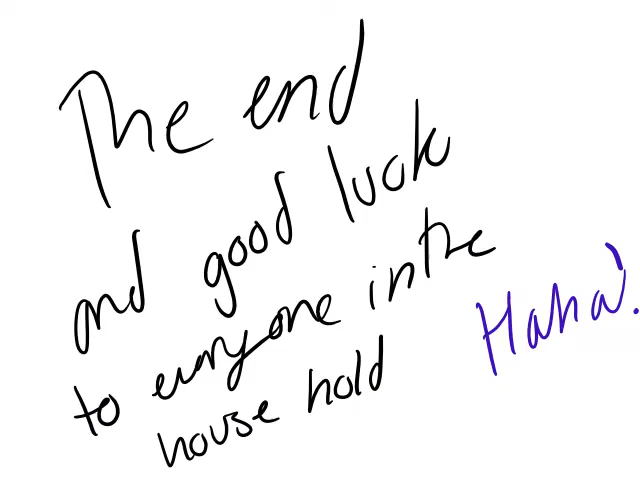 The end
and good luck
to everyone in the
house hold
Haha!